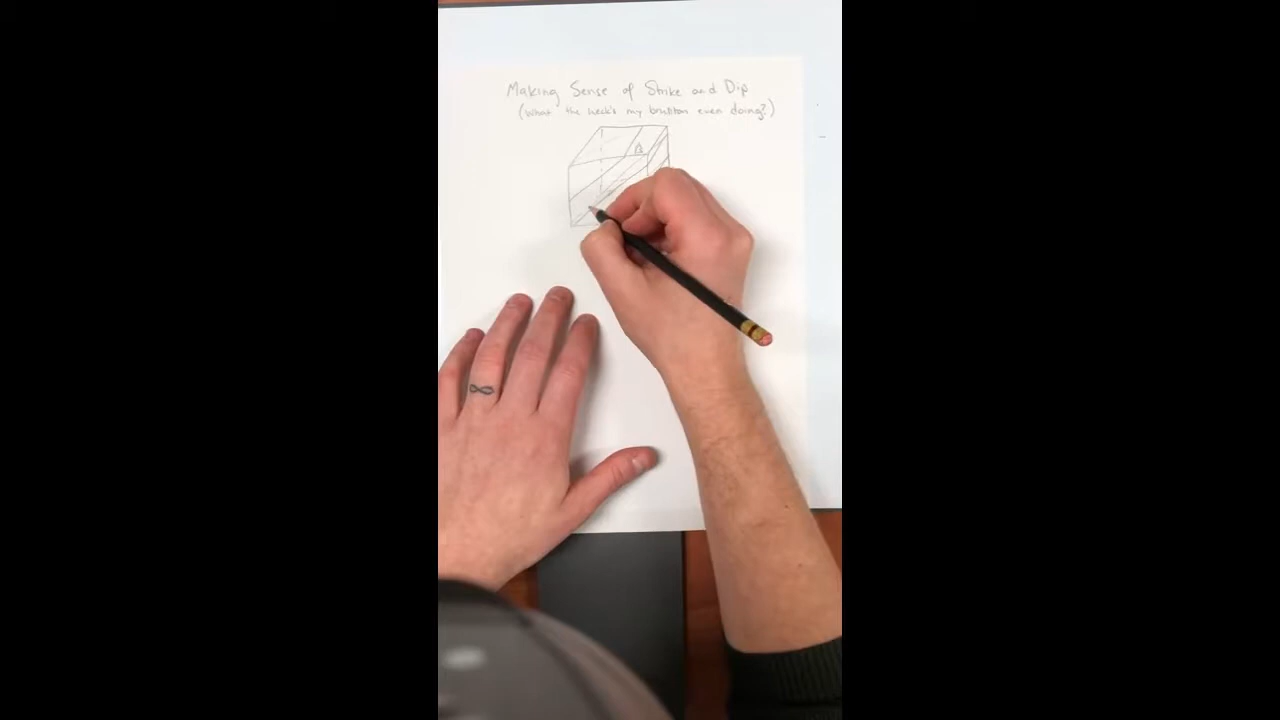 Making Sense of Strike and Dip
(What the heck's my brunton even doing?)